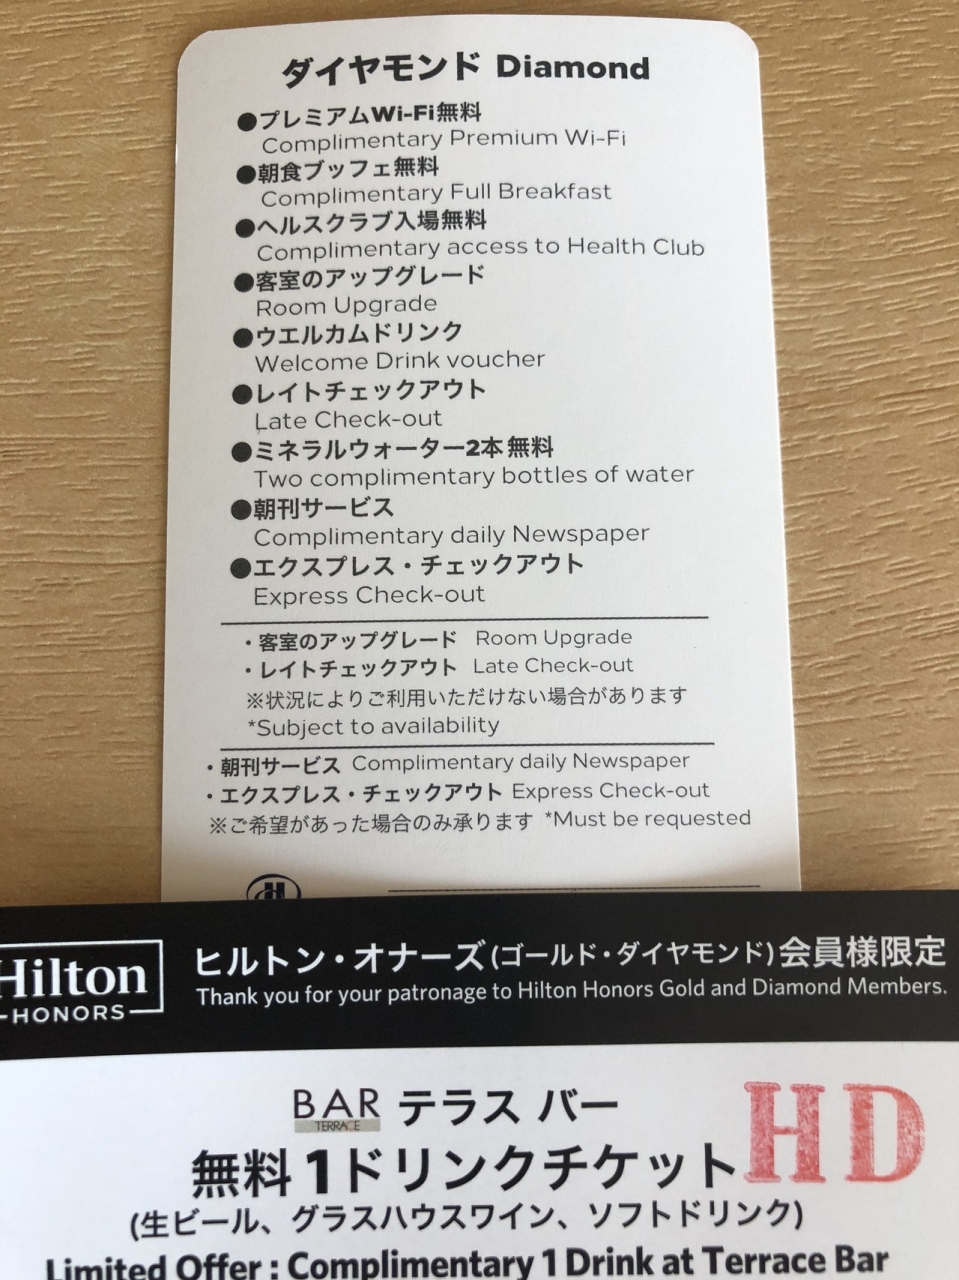 ダイヤモンド Diamond
●プレミアムWi-Fi無料
Complimentary Premium Wi-Fi
●朝食ブッフェ無料
Complimentary Full Breakfast
●ヘルスクラブ入場無料
Complimentary access to Health Club
●客室のアップグレード
Room Upgrade
●ウエルカムドリンク
Welcome Drink voucher
●レイトチェックアウト
Late Check-out
●ミネラルウォーター2本無料
Two complimentary bottles of water
●朝刊サービス
Complimentary daily Newspaper
●エクスプレス・チェックアウト
Express Check-out
・客室のアップグレード Room Upgrade
・レイトチェックアウト Late Check-out
※状況によりご利用いただけない場合があります
*Subject to availability
・朝刊サービス Complimentary daily Newspaper
・エクスプレス・チェックアウト Express Check-out
※ご希望があった場合のみ承ります *Must be requested
Hilton
HONORS
ヒルトン・オナーズ(ゴールド・ダイヤモンド)会員様限定
Thank you for your patronage to Hilton Honors Gold and Diamond Members.
BAR テラス バー
TERRACE
無料1ドリンクチケット HD
(生ビール、グラスハウスワイン、ソフトドリンク)
Limited Offer : Complimentary 1 Drink at Terrace Bar